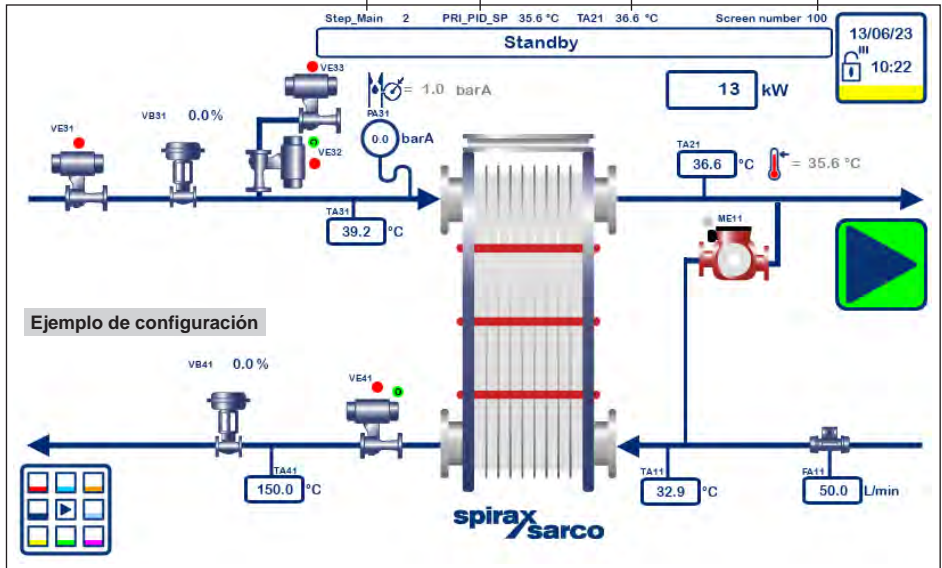 Step_Main 2 PRI_PID_SP 35.6 °C TA21 36.6 °C Screen number 100
Standby
13/06/23
10:22
13 kW
VE33
= 1.0 barA
PA31
0.0 barA
VB31 0.0 %
VE31
VE32
TA21
36.6 °C
= 35.6 °C
TA31
39.2 °C
ME11
Ejemplo de configuración
VB41 0.0 %
VE41
TA41
150.0 °C
TA11
32.9 °C
FA11
50.0 L/min
spirax
sarco